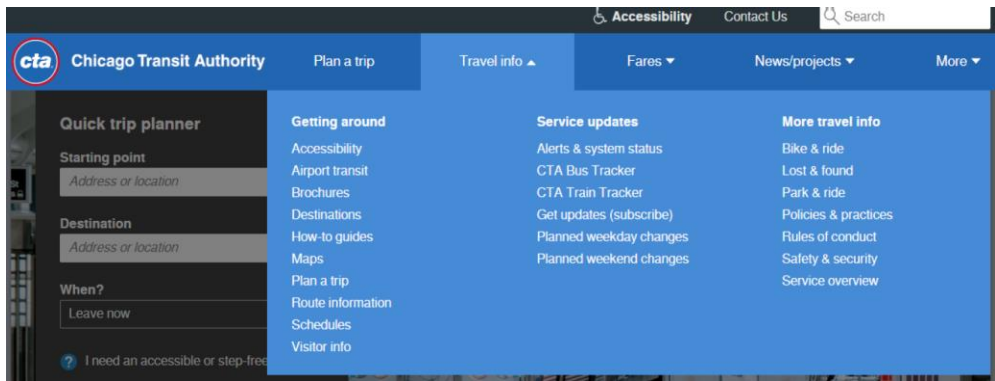 Accessibility Contact Us Search
cta Chicago Transit Authority Plan a trip Travel info Fares News/projects More
Quick trip planner
Starting point
Address or location
Destination
Address or location
When?
Leave now
? I need an accessible or step-free
Getting around
Accessibility
Airport transit
Brochures
Destinations
How-to guides
Maps
Plan a trip
Route information
Schedules
Visitor info
Service updates
Alerts & system status
CTA Bus Tracker
CTA Train Tracker
Get updates (subscribe)
Planned weekday changes
Planned weekend changes
More travel info
Bike & ride
Lost & found
Park & ride
Policies & practices
Rules of conduct
Safety & security
Service overview